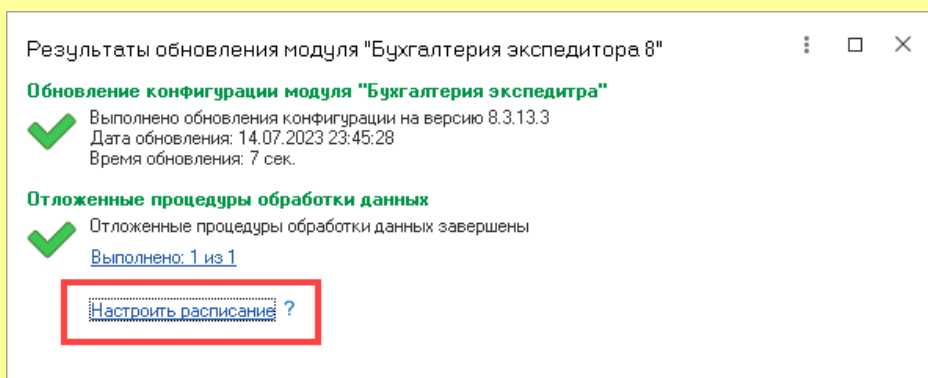 Результаты обновления модуля "Бухгалтерия экспедитора 8"
Обновление конфигурации модуля "Бухгалтерия экспедитра"
Выполнено обновления конфигурации на версию 8.3.13.3
Дата обновления: 14.07.2023 23:45:28
Время обновления: 7 сек.
Отложенные процедуры обработки данных
Отложенные процедуры обработки данных завершены
Выполнено: 1 из 1
Настроить расписание ?